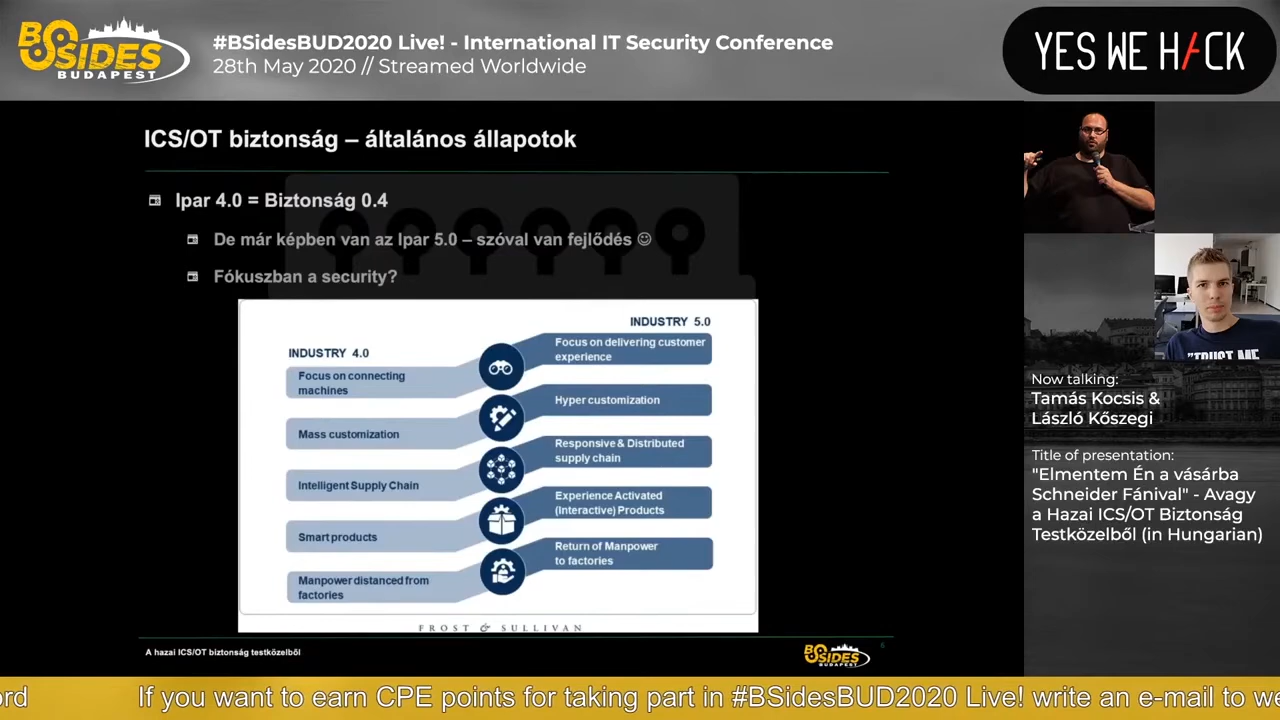 BSIDES
BUDAPEST
#BSidesBUD2020 Live! - International IT Security Conference
28th May 2020 // Streamed Worldwide
YES WE H/CK
ICS/OT biztonság – általános állapotok
Ipar 4.0 = Biztonság 0.4
De már képben van az Ipar 5.0 – szóval van fejlődés ☺
Fókuszban a security?
INDUSTRY 5.0
INDUSTRY 4.0
Focus on delivering customer
experience
Focus on connecting
machines
Hyper customization
Mass customization
Responsive & Distributed
supply chain
Intelligent Supply Chain
Experience Activated
(Interactive) Products
Smart products
Return of Manpower
to factories
Manpower distanced from
factories
FROST & SULLIVAN
A hazai ICS/OT biztonság testközelből
BSIDES
BUDAPEST
6
"TRUST ME
Now talking:
Tamás Kocsis &
László Kőszegi
Title of presentation:
"Elmentem Én a vásárba
Schneider Fánival" - Avagy
a Hazai ICS/OT Biztonság
Testközelből (in Hungarian)
ord If you want to earn CPE points for taking part in #BSidesBUD2020 Live! write an e-mail to we